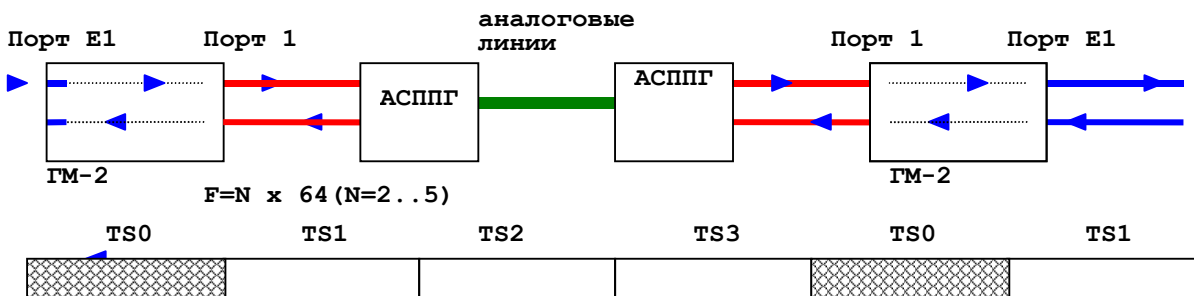 аналоговые
линии
Порт E1 Порт 1 Порт 1 Порт E1
АСППГ АСППГ
ГМ-2 ГМ-2
F=N x 64(N=2..5)
TS0 TS1 TS2 TS3 TS0 TS1